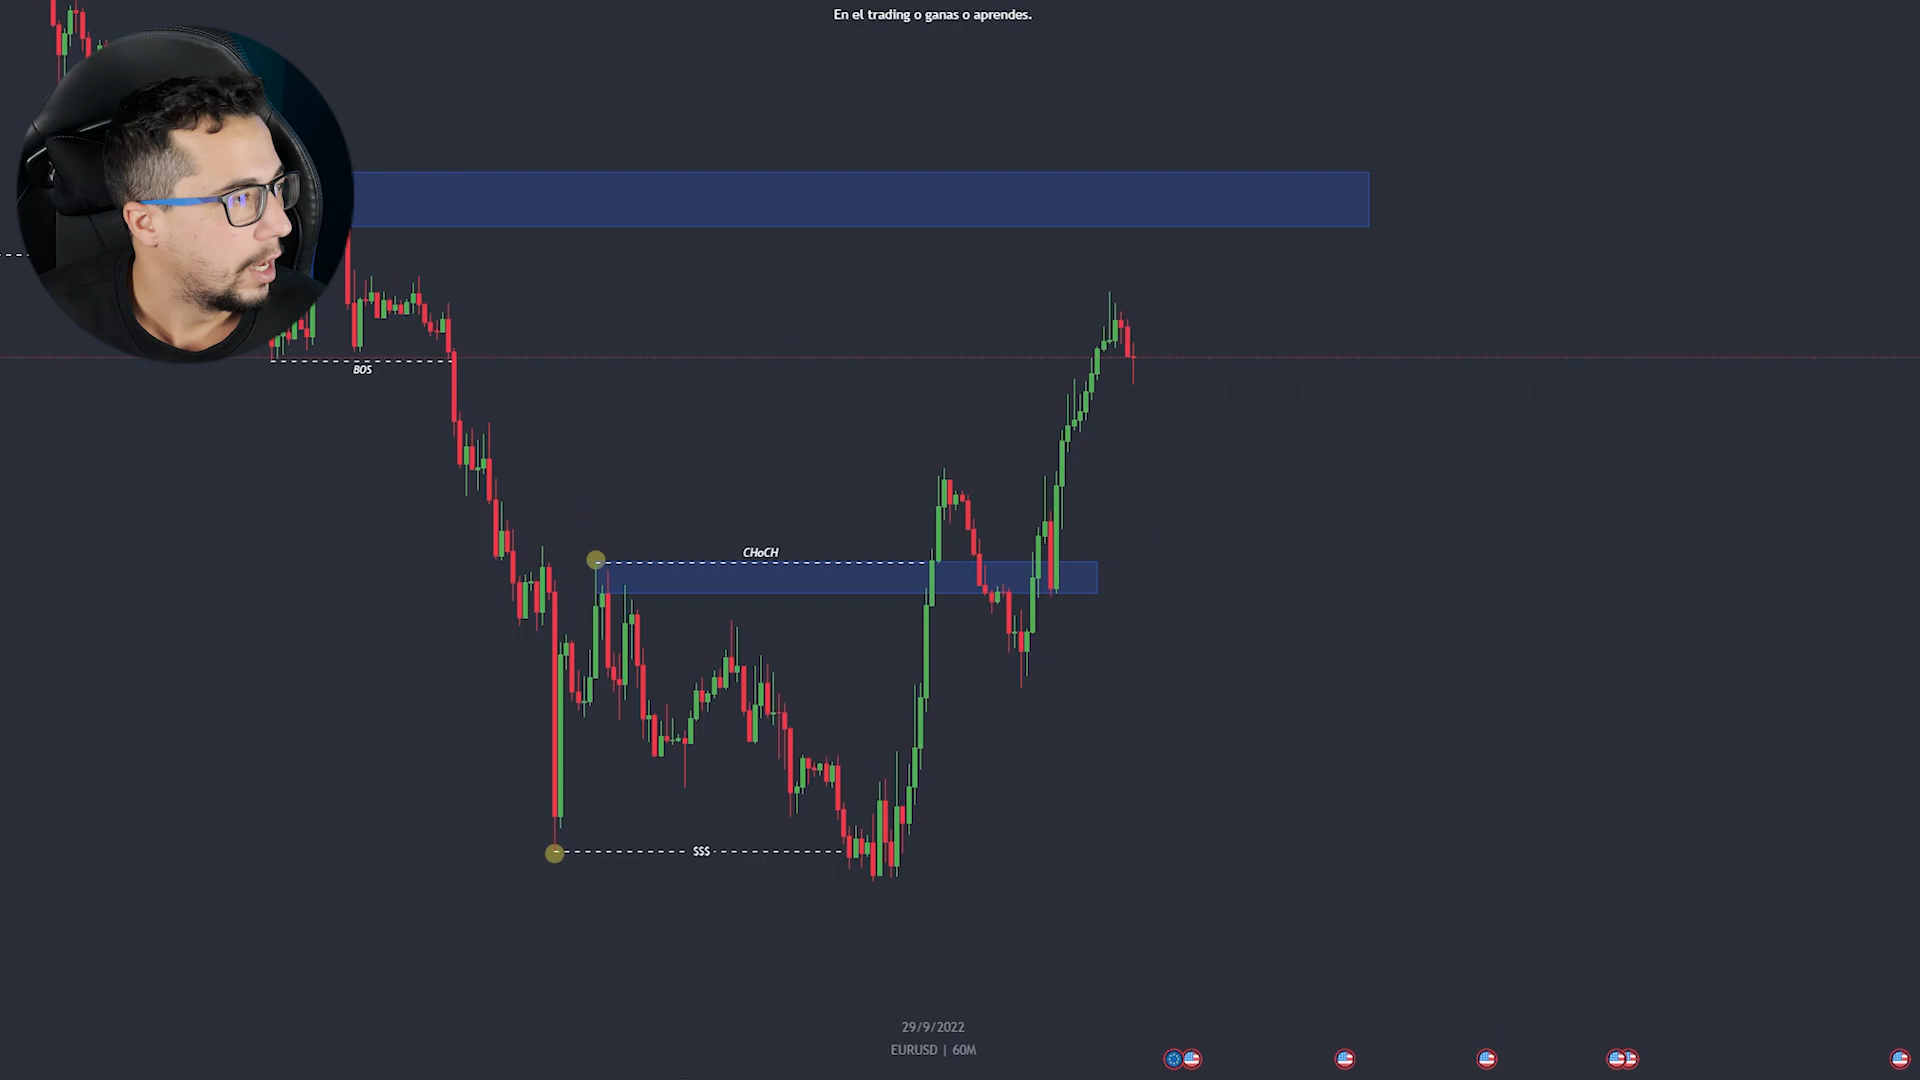 En el trading o ganas o aprendes.
BOS
CHoCH
$$$
29/9/2022
EURUSD | 60M